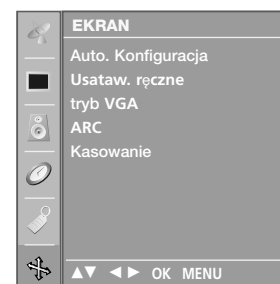 EKRAN
Auto. Konfiguracja
Usataw. ręczne
tryb VGA
ARC
Kasowanie
▲▼ ◄► OK MENU